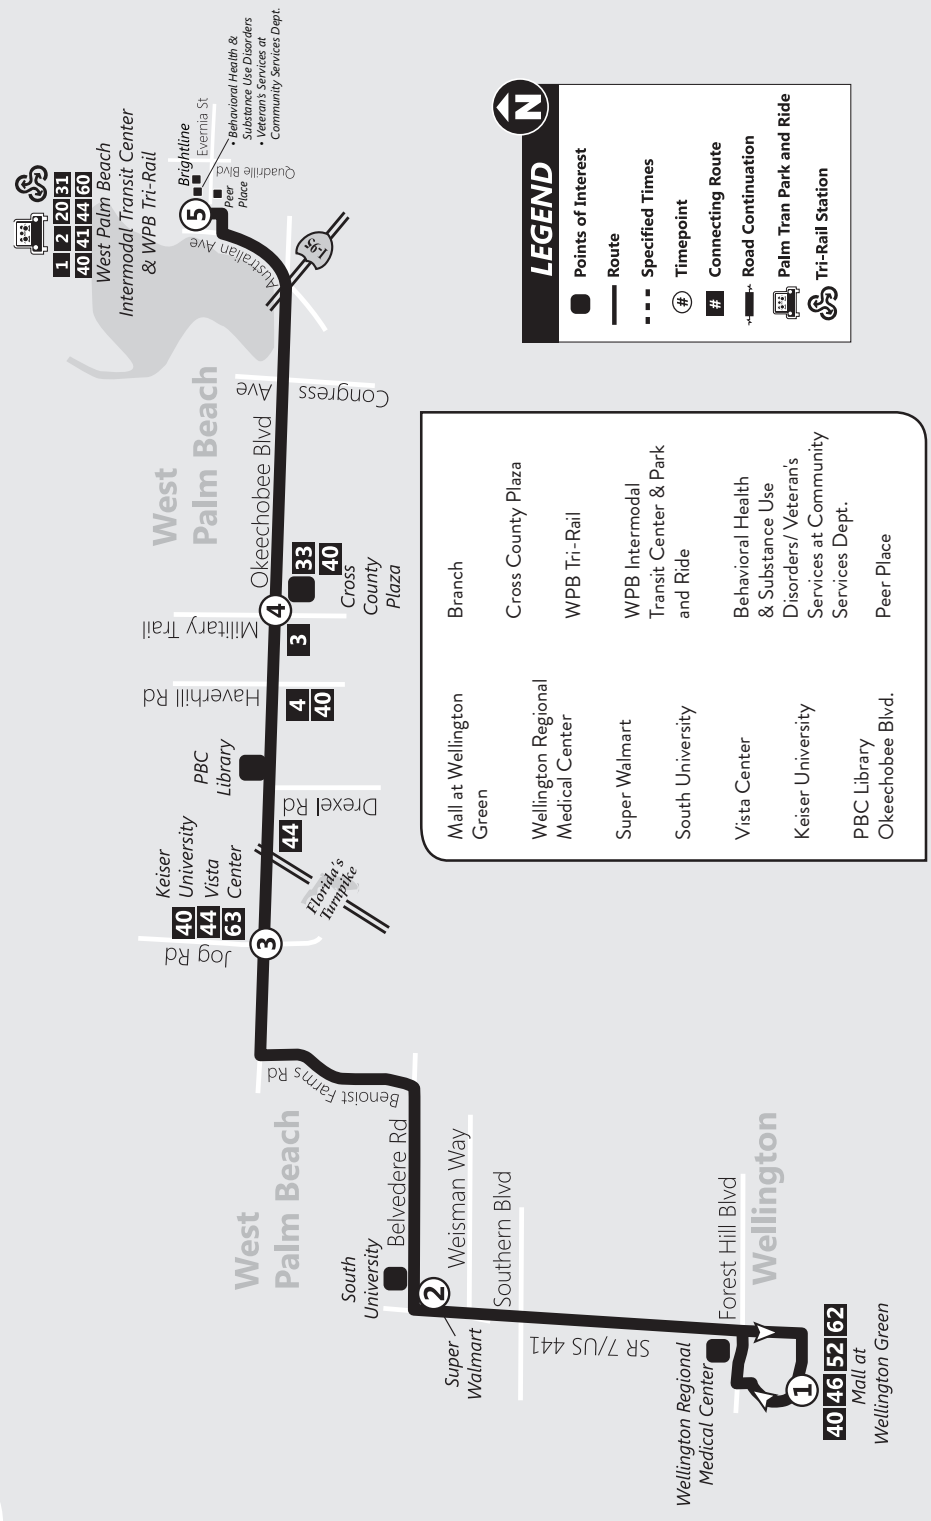 1 2 20 31
40 41 44 60
West Palm Beach
Intermodal Transit Center
& WPB Tri-Rail
Brightline
Evernia St
• Behavioral Health &
Substance Use Disorders
• Veteran's Services at
Community Services Dept.
Quadrille Blvd
Peer
Place
5
Australian Ave
I-95
West
Palm Beach
Congress
Ave
Okeechobee Blvd
33
40
Cross
County
Plaza
4
Military Trail
3
Haverhill Rd
4
40
PBC
Library
Drexel Rd
44
Florida's
Turnpike
Keiser
University
Vista
Center
40
44
63
3
Jog Rd
Benoist Farms Rd
West
Palm Beach
Belvedere Rd
South
University
2
Weisman Way
Super
Walmart
Southern Blvd
SR 7/US 441
Forest Hill Blvd
Wellington
Wellington Regional
Medical Center
1
40 46 52 62
Mall at
Wellington Green
N
LEGEND
Points of Interest
Route
Specified Times
# Timepoint
# Connecting Route
Road Continuation
Palm Tran Park and Ride
Tri-Rail Station
Mall at Wellington
Green
Wellington Regional
Medical Center
Super Walmart
South University
Vista Center
Keiser University
PBC Library
Okeechobee Blvd.
Branch
Cross County Plaza
WPB Tri-Rail
WPB Intermodal
Transit Center & Park
and Ride
Behavioral Health
& Substance Use
Disorders/ Veteran's
Services at Community
Services Dept.
Peer Place